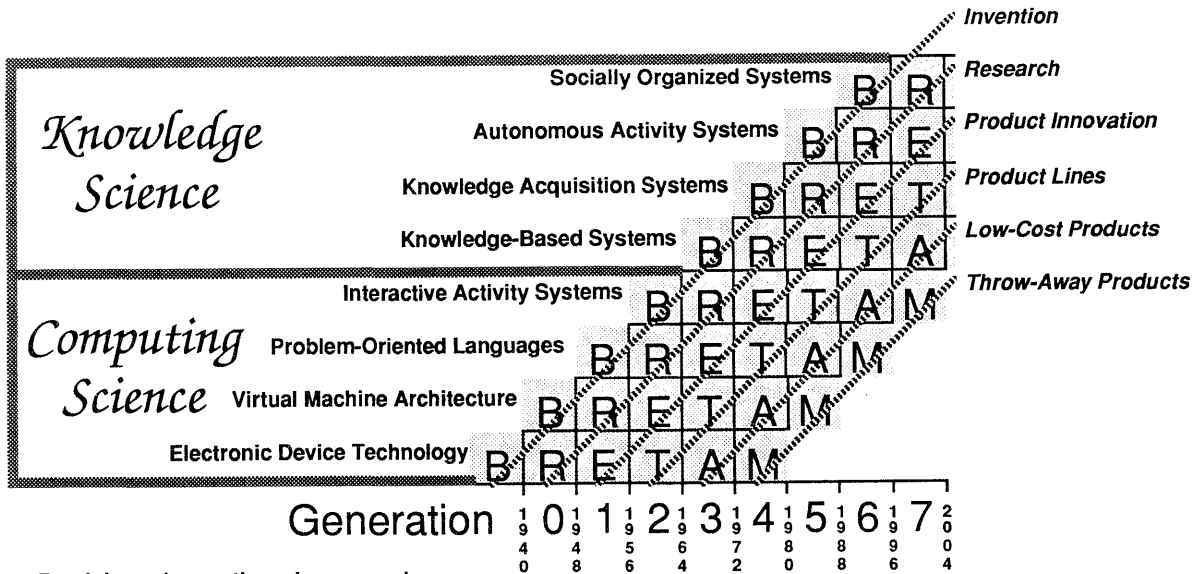 Invention
Socially Organized Systems B R Research
Knowledge Science
Autonomous Activity Systems B R E Product Innovation
Knowledge Acquisition Systems B R E T Product Lines
Knowledge-Based Systems B R E T A Low-Cost Products
Interactive Activity Systems B R E T A M Throw-Away Products
Computing Science
Problem-Oriented Languages B R E T A M
Virtual Machine Architecture B R E T A M
Electronic Device Technology B R E T A M
Generation 0 1 2 3 4 5 6 7
1940 1948 1956 1964 1972 1980 1988 1996 2004